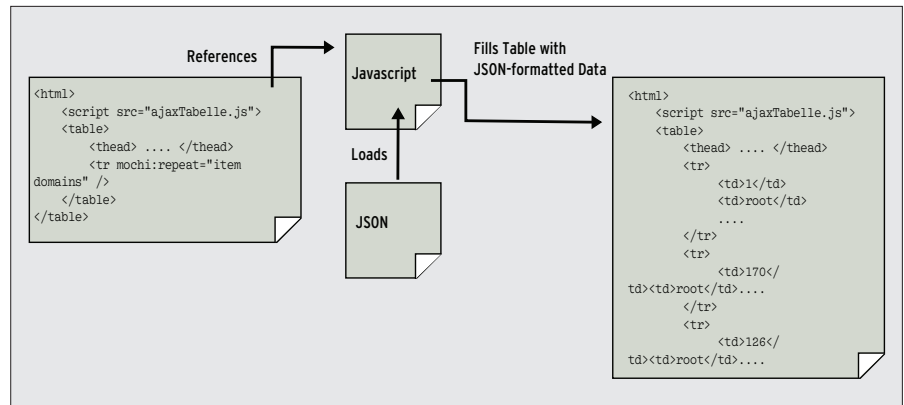 References
<html>
<script src="ajaxTabelle.js">
<table>
<thead> .... </thead>
<tr mochi:repeat="item
domains" />
</table>
</table>
Javascript
Loads
JSON
Fills Table with
JSON-formatted Data
<html>
<script src="ajaxTabelle.js">
<table>
<thead> .... </thead>
<tr>
<td>1</td>
<td>root</td>
....
</tr>
<tr>
<td>170</
td><td>root</td>....
</tr>
<tr>
<td>126</
td><td>root</td>....